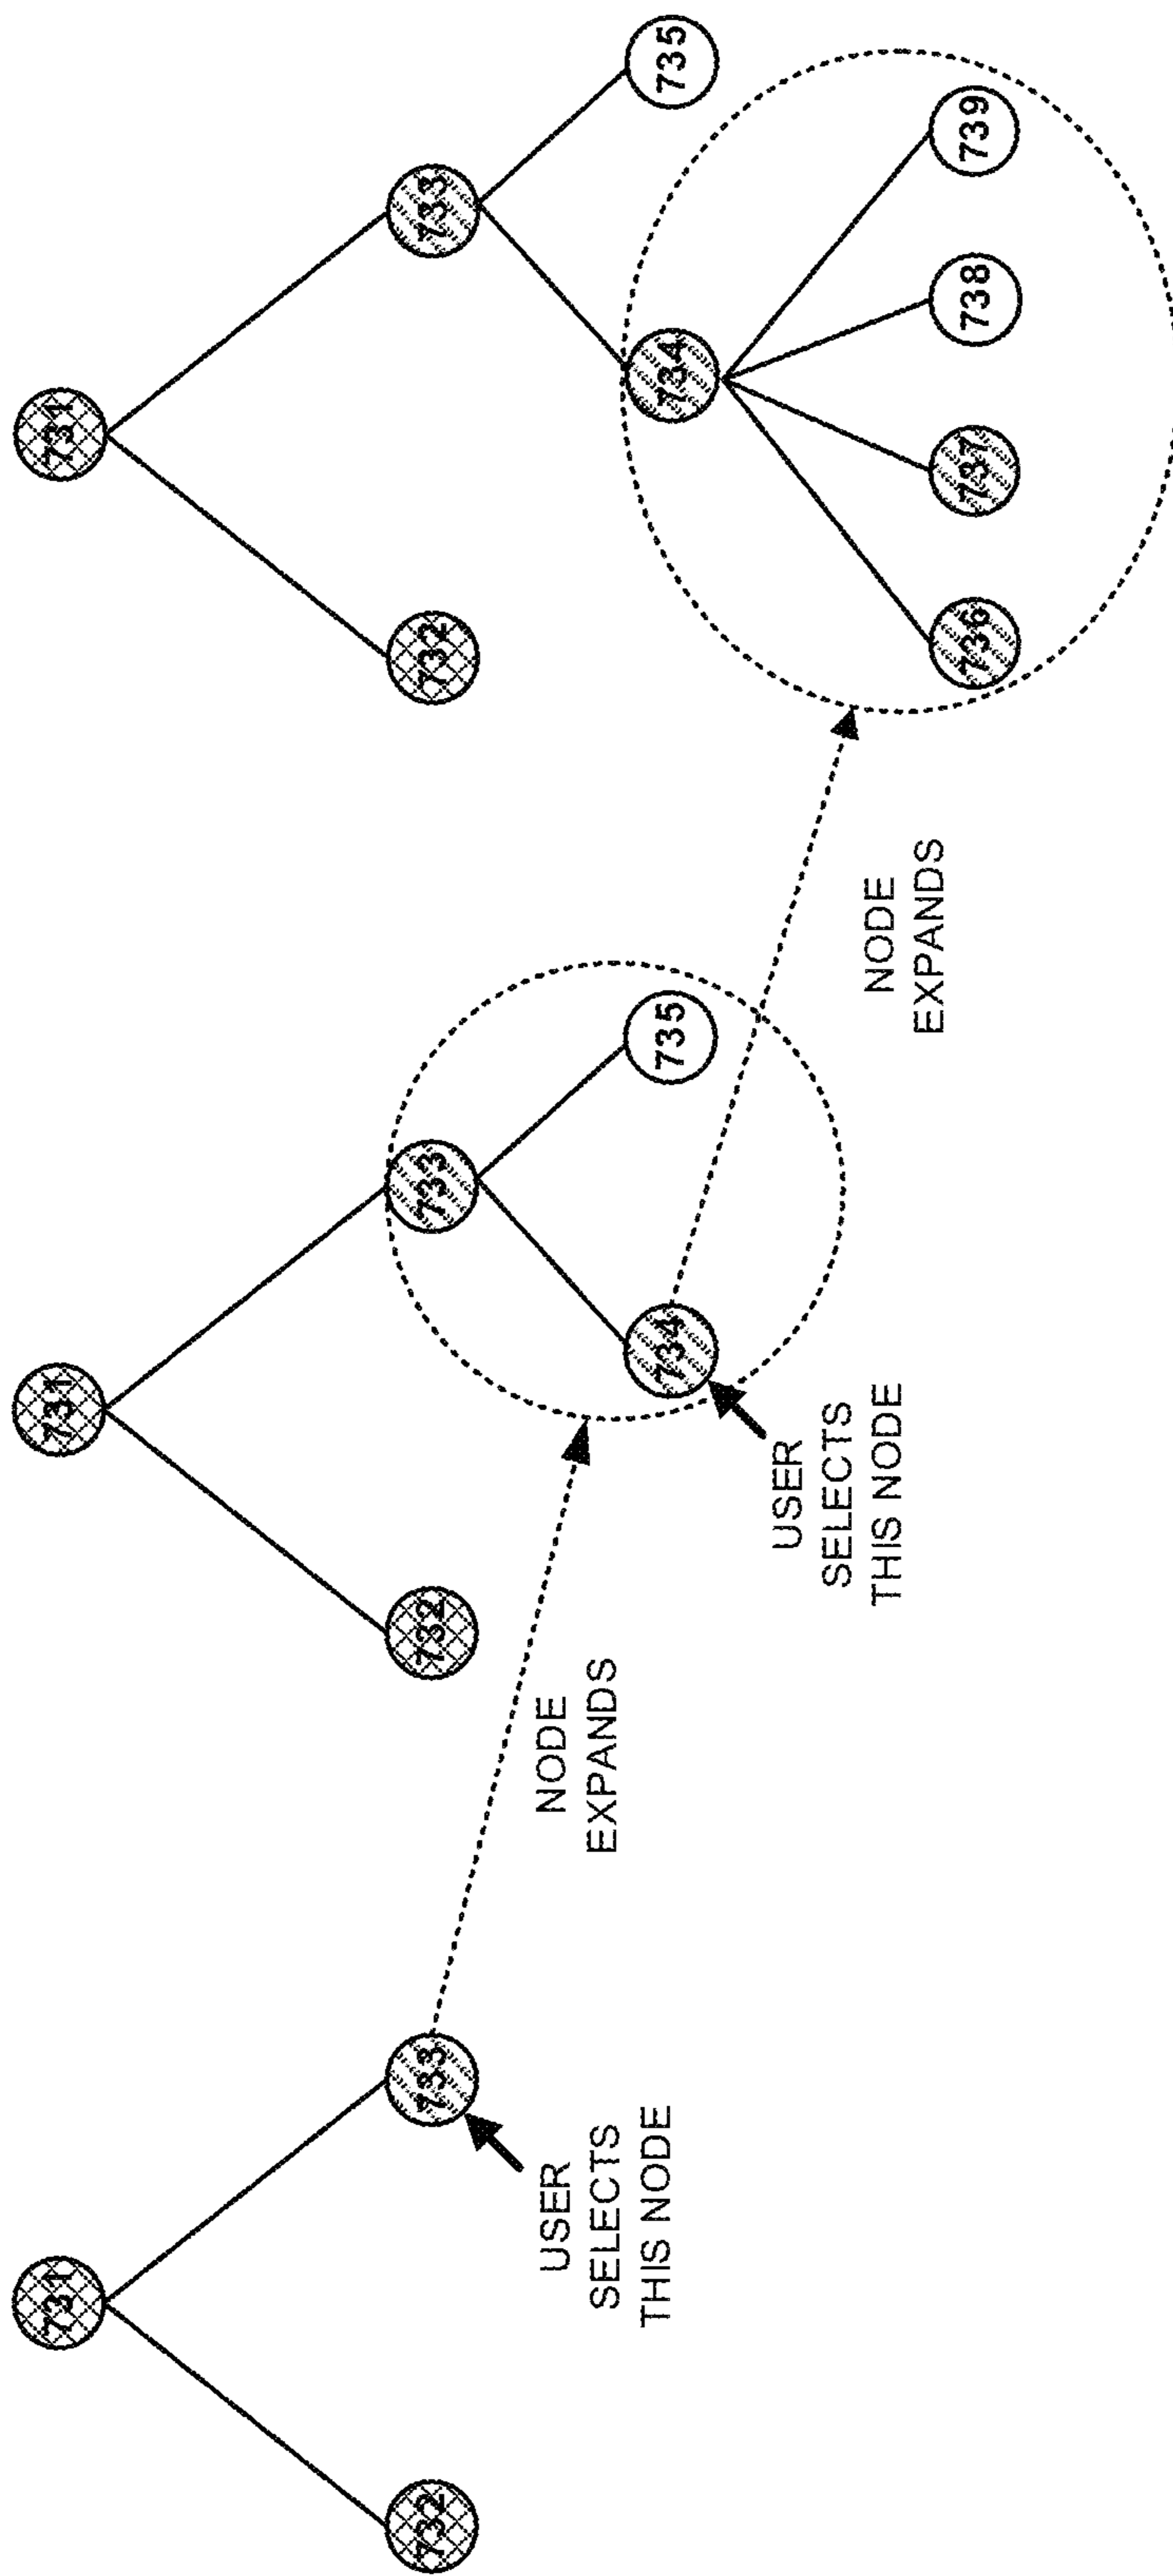 731
732
733
USER
SELECTS
THIS NODE
NODE
EXPANDS
731
732
733
734
735
USER
SELECTS
THIS NODE
NODE
EXPANDS
731
732
733
734
735
736
737
738
739